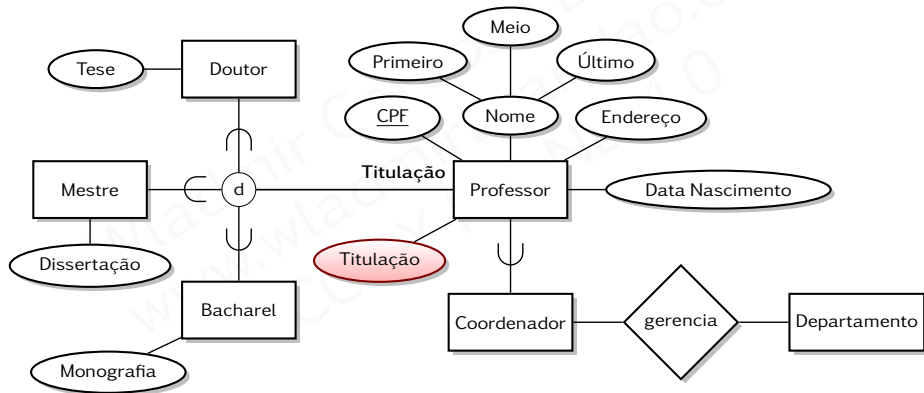 Meio
Tese
Doutor
Primeiro
Último
CPF
Nome
Endereço
Titulação
Mestre
d
Professor
Data Nascimento
Dissertação
Titulação
Bacharel
Coordenador
gerencia
Departamento
Monografia